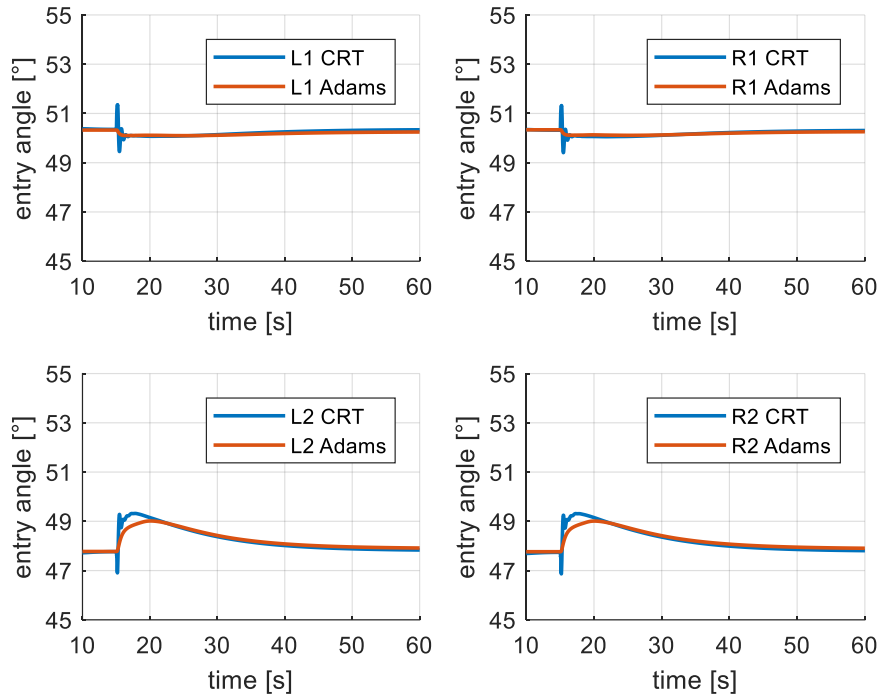 55
53
51
49
47
45
entry angle [°]
L1 CRT
L1 Adams
10 20 30 40 50 60
time [s]
55
53
51
49
47
45
entry angle [°]
R1 CRT
R1 Adams
10 20 30 40 50 60
time [s]
55
53
51
49
47
45
entry angle [°]
L2 CRT
L2 Adams
10 20 30 40 50 60
time [s]
55
53
51
49
47
45
entry angle [°]
R2 CRT
R2 Adams
10 20 30 40 50 60
time [s]